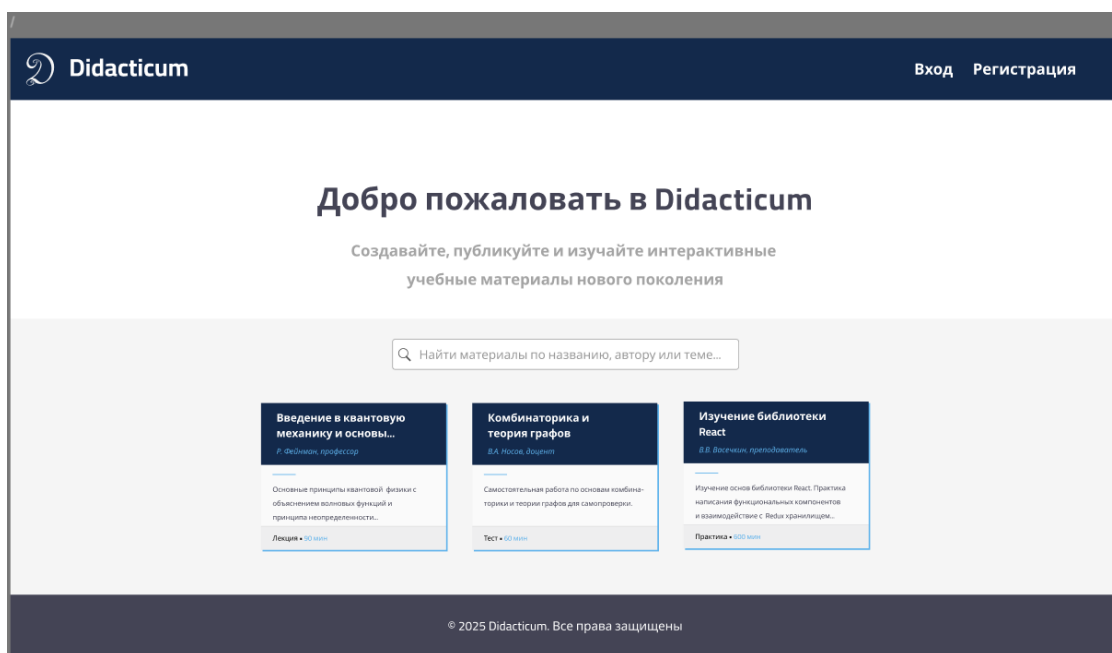 /
Didacticum
Вход Регистрация
Добро пожаловать в Didacticum
Создавайте, публикуйте и изучайте интерактивные
учебные материалы нового поколения
Найти материалы по названию, автору или теме...
Введение в квантовую
механику и основы...
Р. Фейнман, профессор
Основные принципы квантовой физики с
объяснением волновых функций и
принципа неопределенности...
Лекция • 90 мин
Комбинаторика и
теория графов
В.А. Носов, доцент
Самостоятельная работа по основам комбина-
торики и теории графов для самопроверки.
Тест • 60 мин
Изучение библиотеки
React
В.В. Васечкин, преподователь
Изучение основ библиотеки React. Практика
написания функциональных компонентов
и взаимодействие с Redux хранилищем...
Практика • 600 мин
© 2025 Didacticum. Все права защищены